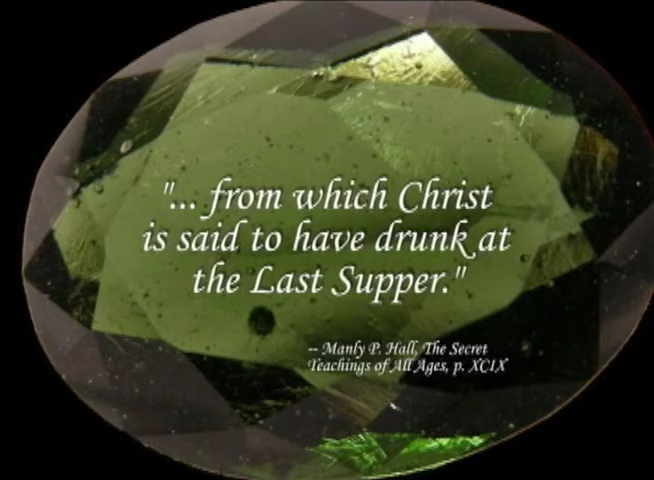 "... from which Christ
is said to have drunk at
the Last Supper."
-- Manly P. Hall, The Secret
Teachings of All Ages, p. XCIX